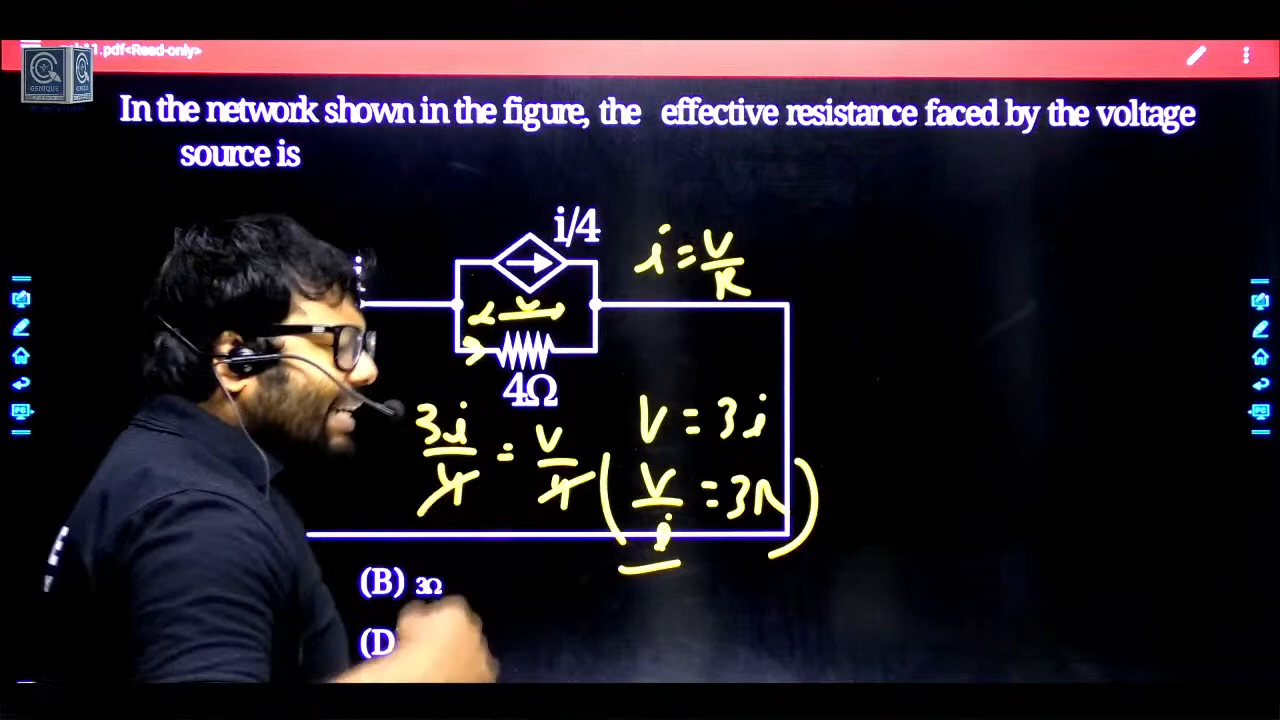 .pdf<Read-only>
GENIQUE
In the network shown in the figure, the effective resistance faced by the voltage
source is
i/4
i = V/R
i
V
4Ω
3i/4 = V/4
V = 3i
(V/i = 3Ω)
(B) 3Ω
(D